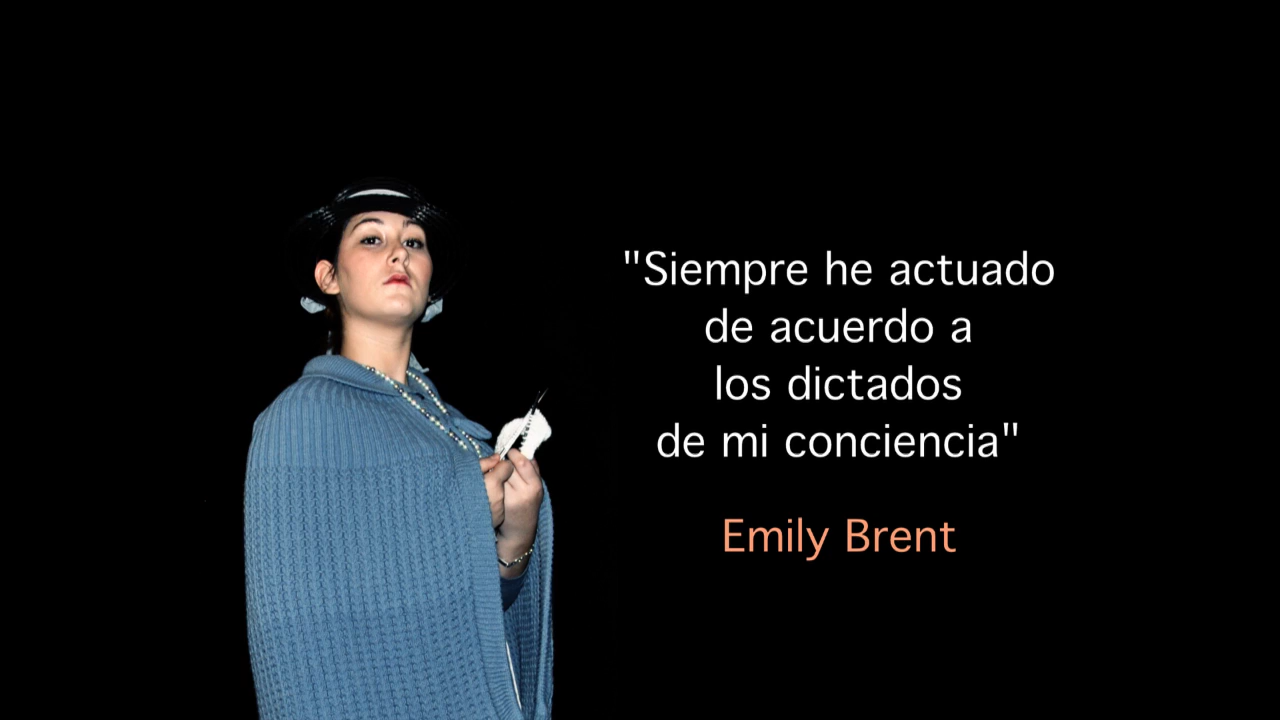 "Siempre he actuado
de acuerdo a
los dictados
de mi conciencia"
Emily Brent